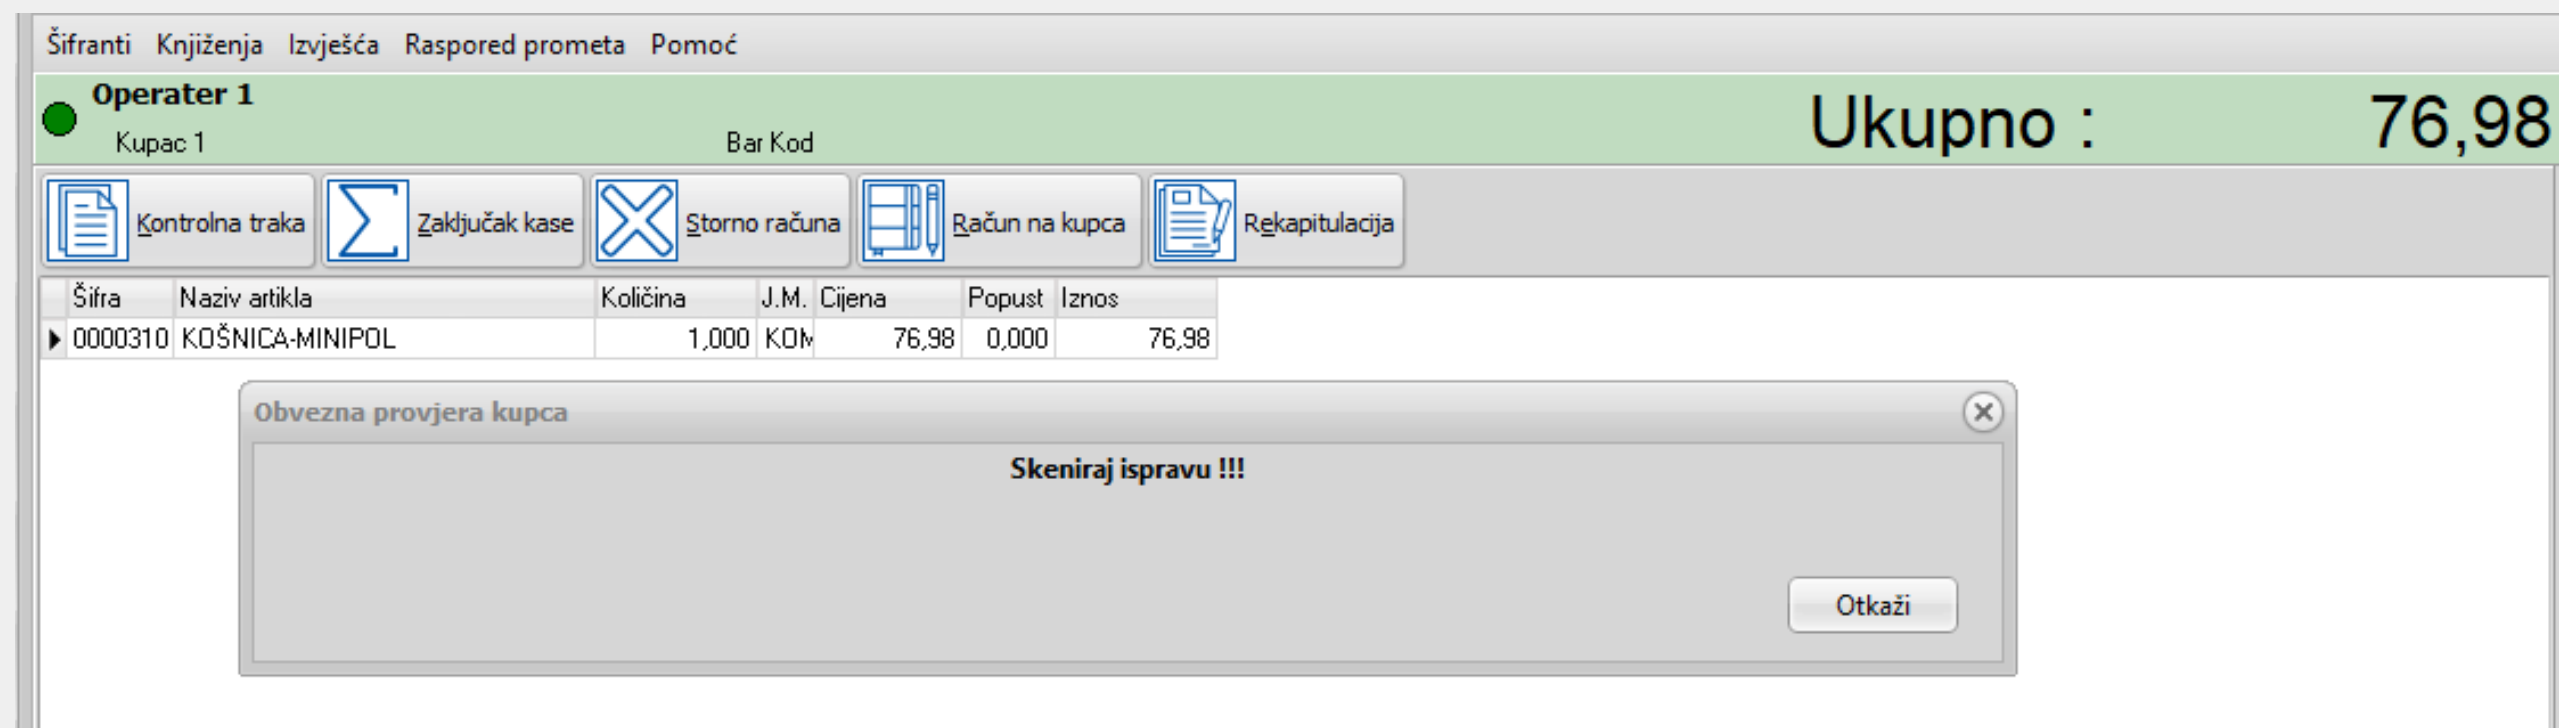 Šifranti Knjiženja Izvješća Raspored prometa Pomoć
Operater 1
Ukupno : 76,98
Kupac 1 Bar Kod
Kontrolna traka Zaključak kase Storno računa Račun na kupca Rekapitulacija
Šifra Naziv artikla Količina J.M. Cijena Popust Iznos
0000310 KOŠNICA-MINIPOL 1,000 KOM 76,98 0,000 76,98
Obvezna provjera kupca
Skeniraj ispravu !!!
Otkaži